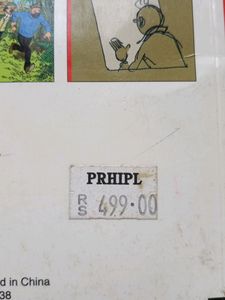 PRHIPL
RS 499.00
d in China
38